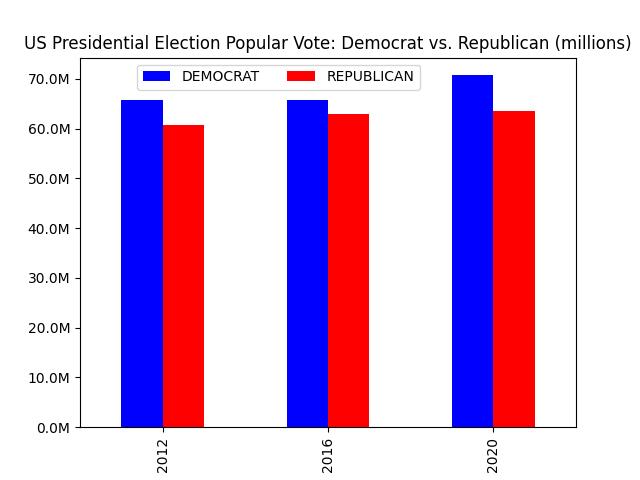 US Presidential Election Popular Vote: Democrat vs. Republican (millions)
DEMOCRAT REPUBLICAN
70.0M
60.0M
50.0M
40.0M
30.0M
20.0M
10.0M
0.0M
2012 2016 2020